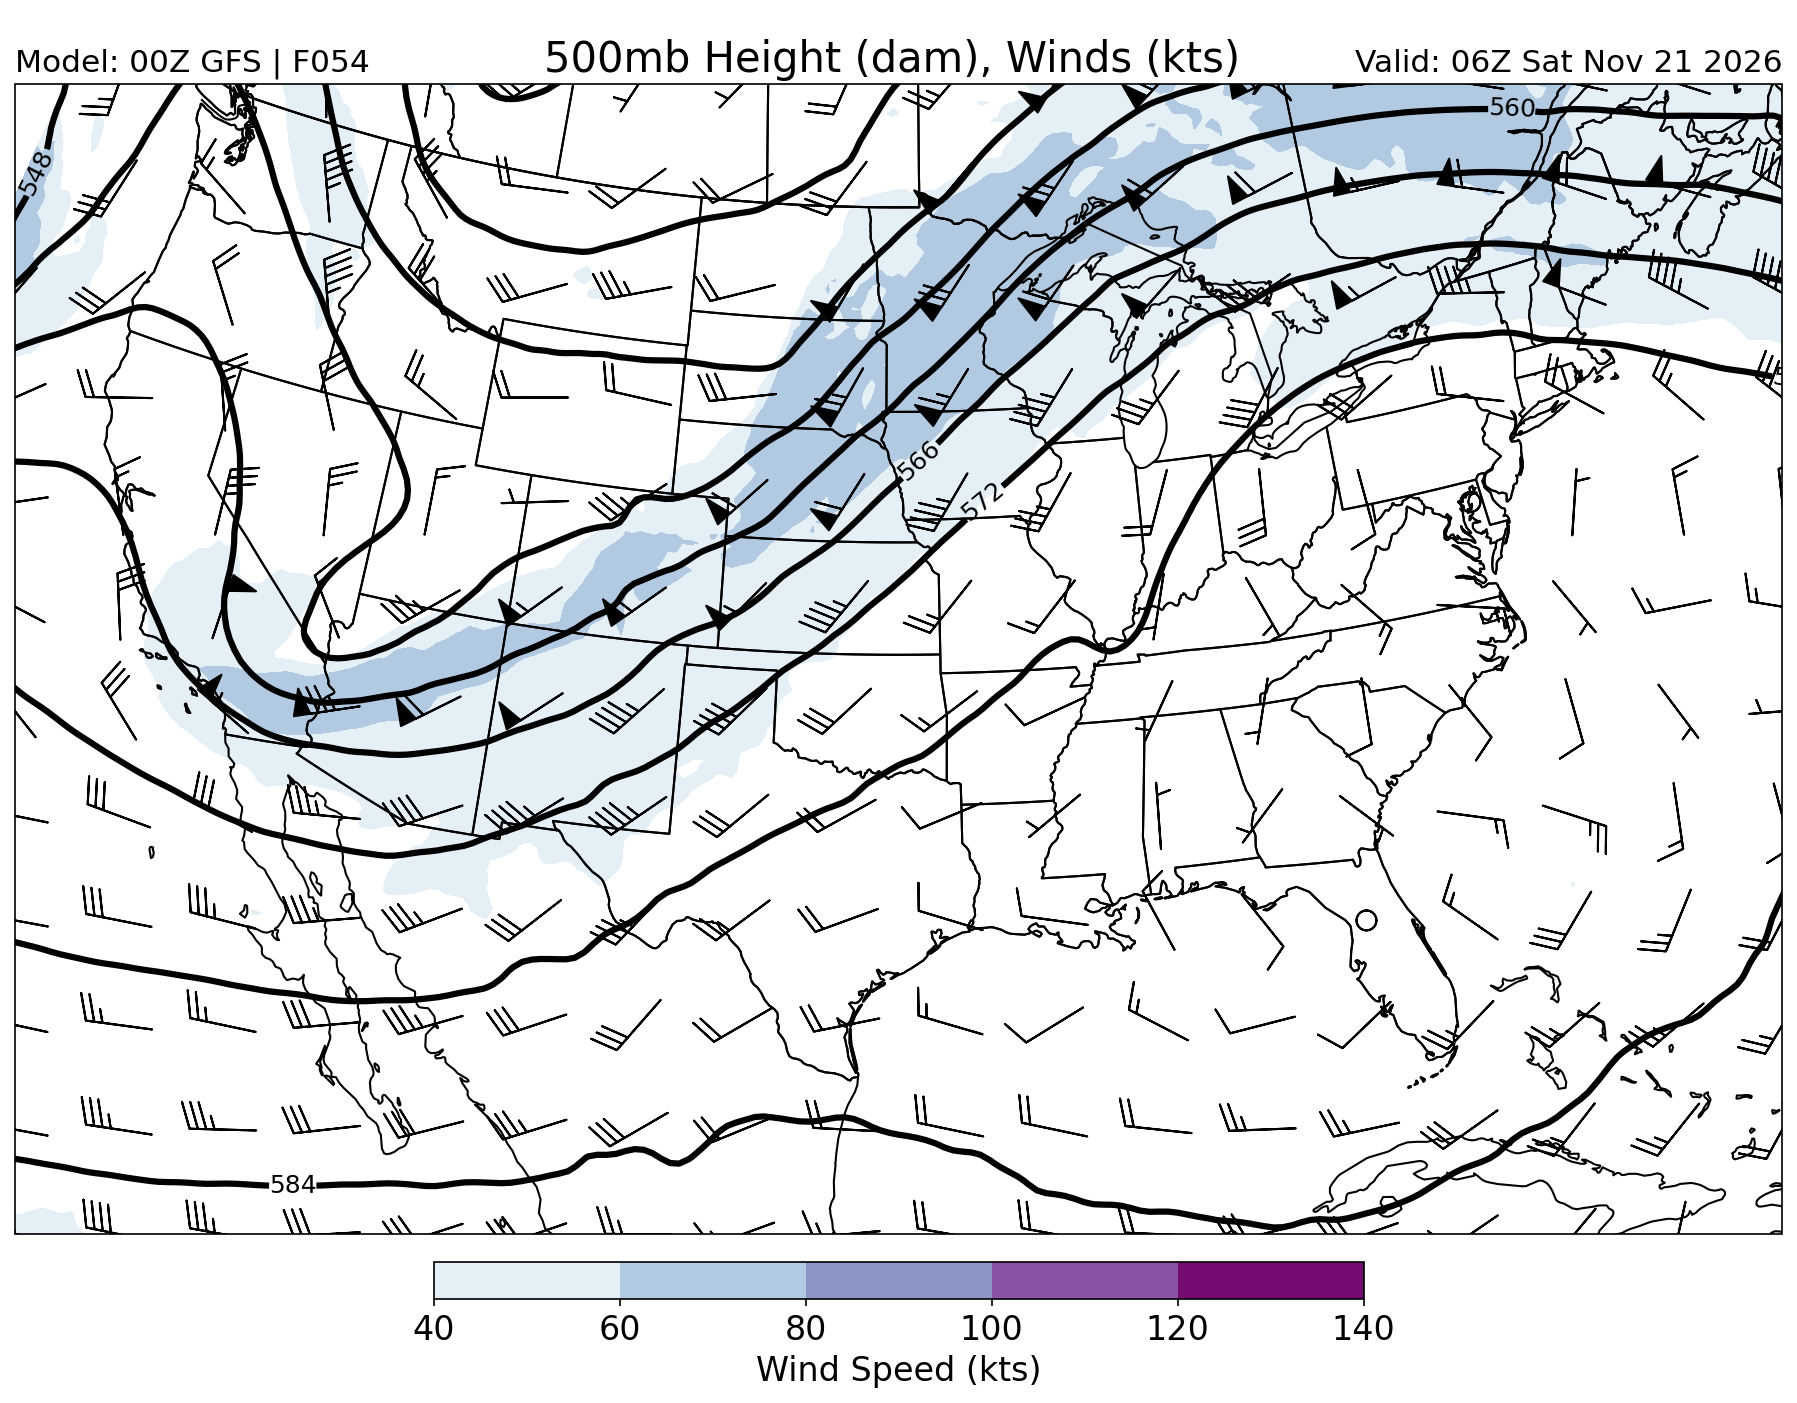 Model: 00Z GFS | F054
500mb Height (dam), Winds (kts)
Valid: 06Z Sat Nov 21 2026
560
548
566
572
584
40 60 80 100 120 140
Wind Speed (kts)